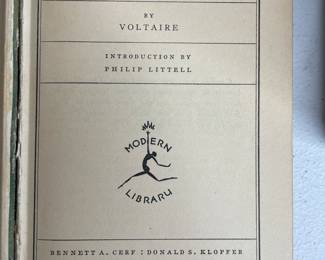 BY
VOLTAIRE
INTRODUCTION BY
PHILIP LITTELL
MODERN
LIBRARY
BENNETT A. CERF : DONALD S. KLOPFER